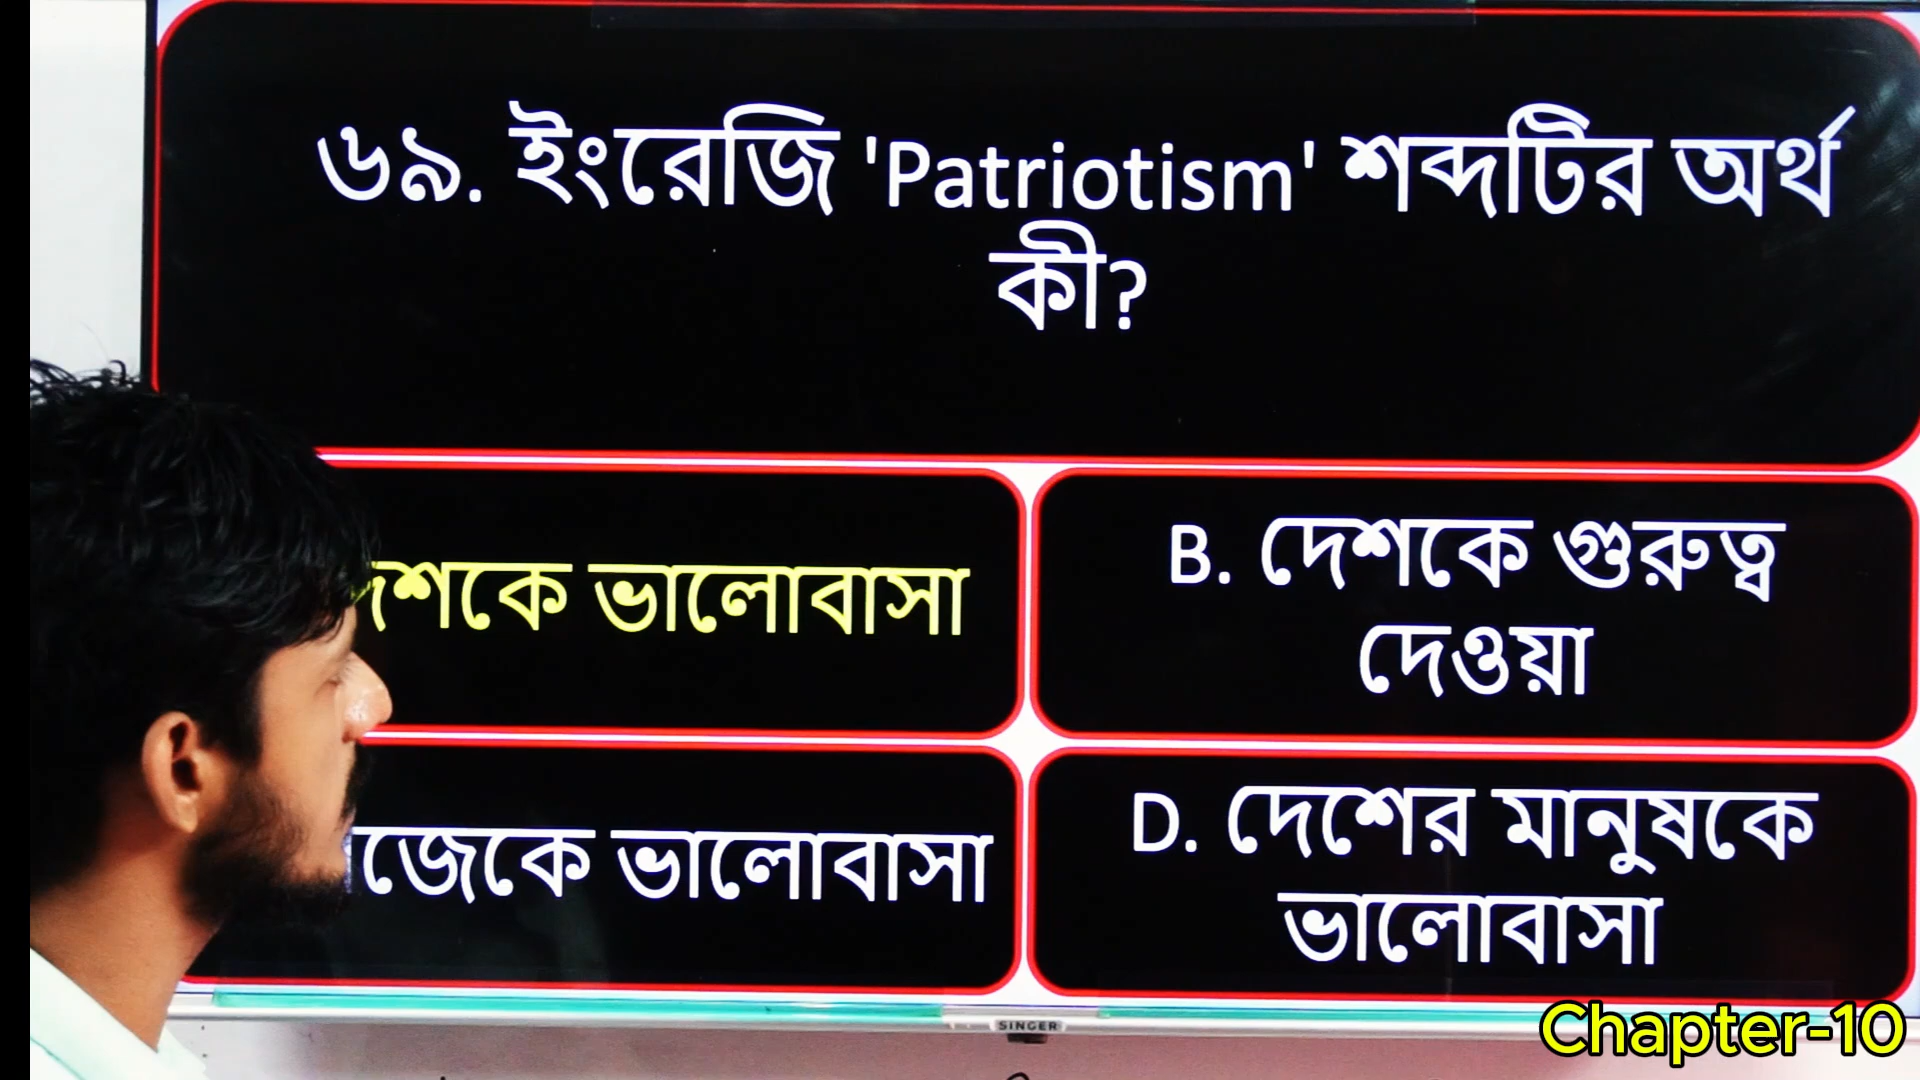 ৬৯. ইংরেজি 'Patriotism' শব্দটির অর্থ
কী?
ভালোবাসা
B. দেশকে গুরুত্ব
দেওয়া
ভালোবাসা
D. দেশের মানুষকে
ভালোবাসা
SINGER
Chapter-10